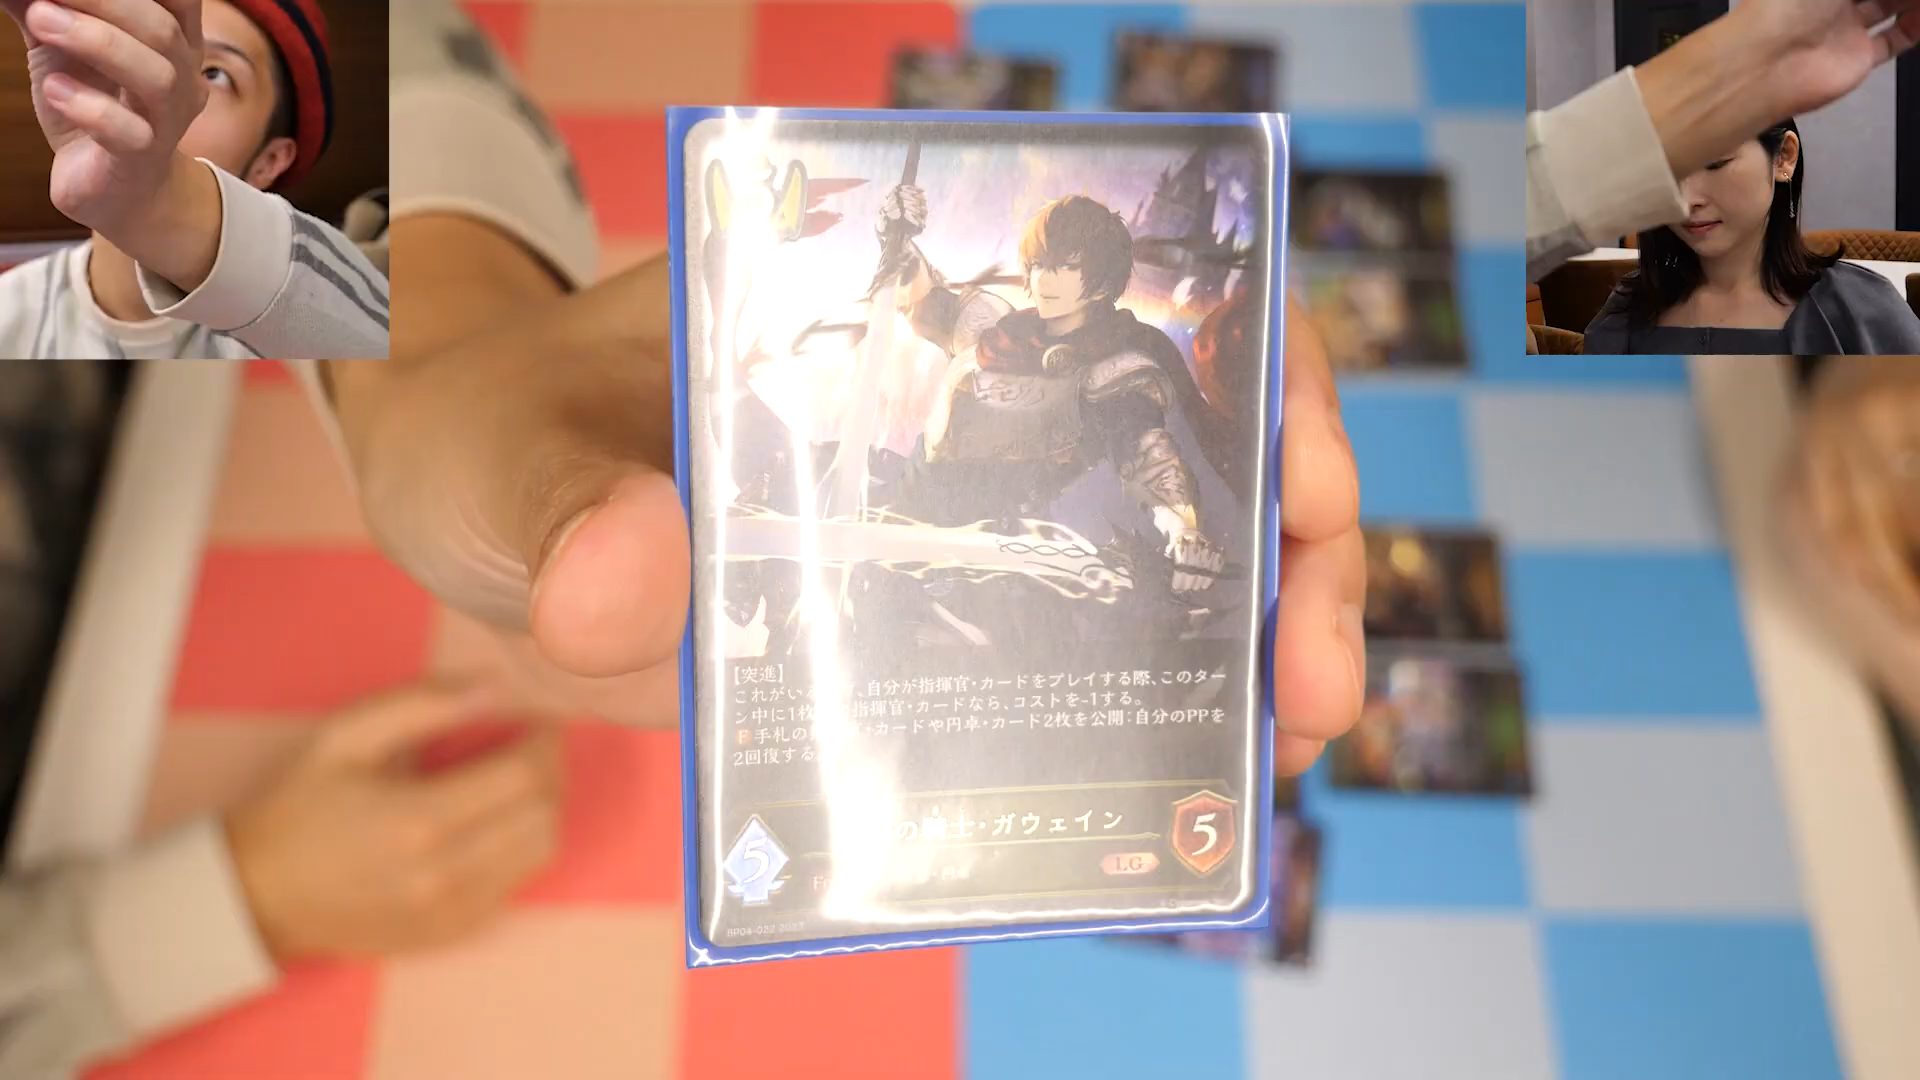 【突進】
これがい 、自分が指揮官・カードをプレイする際、このター
ン中に1枚 指揮官・カードなら、コストを-1する。
F 手札の ・カードや円卓・カード2枚を公開：自分のPPを
2回復する
の騎士・ガウェイン
5
5
LG